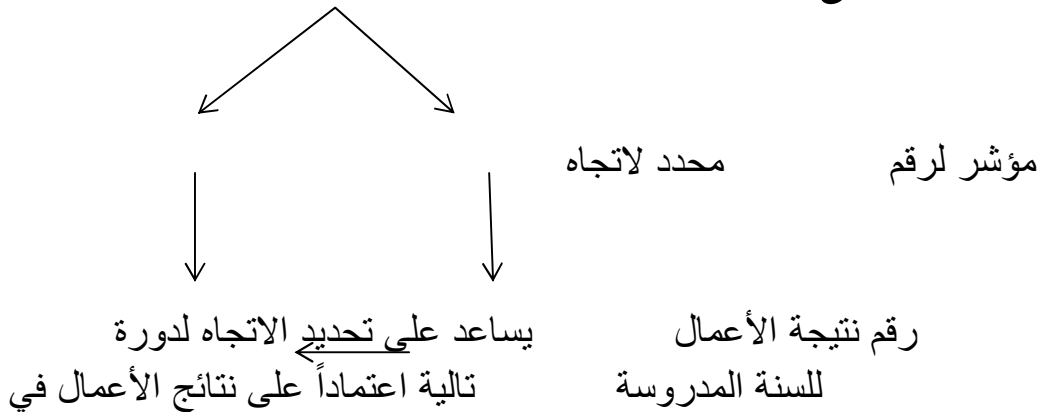 مؤشر لرقم محدد لاتجاه
رقم نتيجة الأعمال يساعد على تحديد الاتجاه لدورة
للسنة المدروسة تالية اعتماداً على نتائج الأعمال في